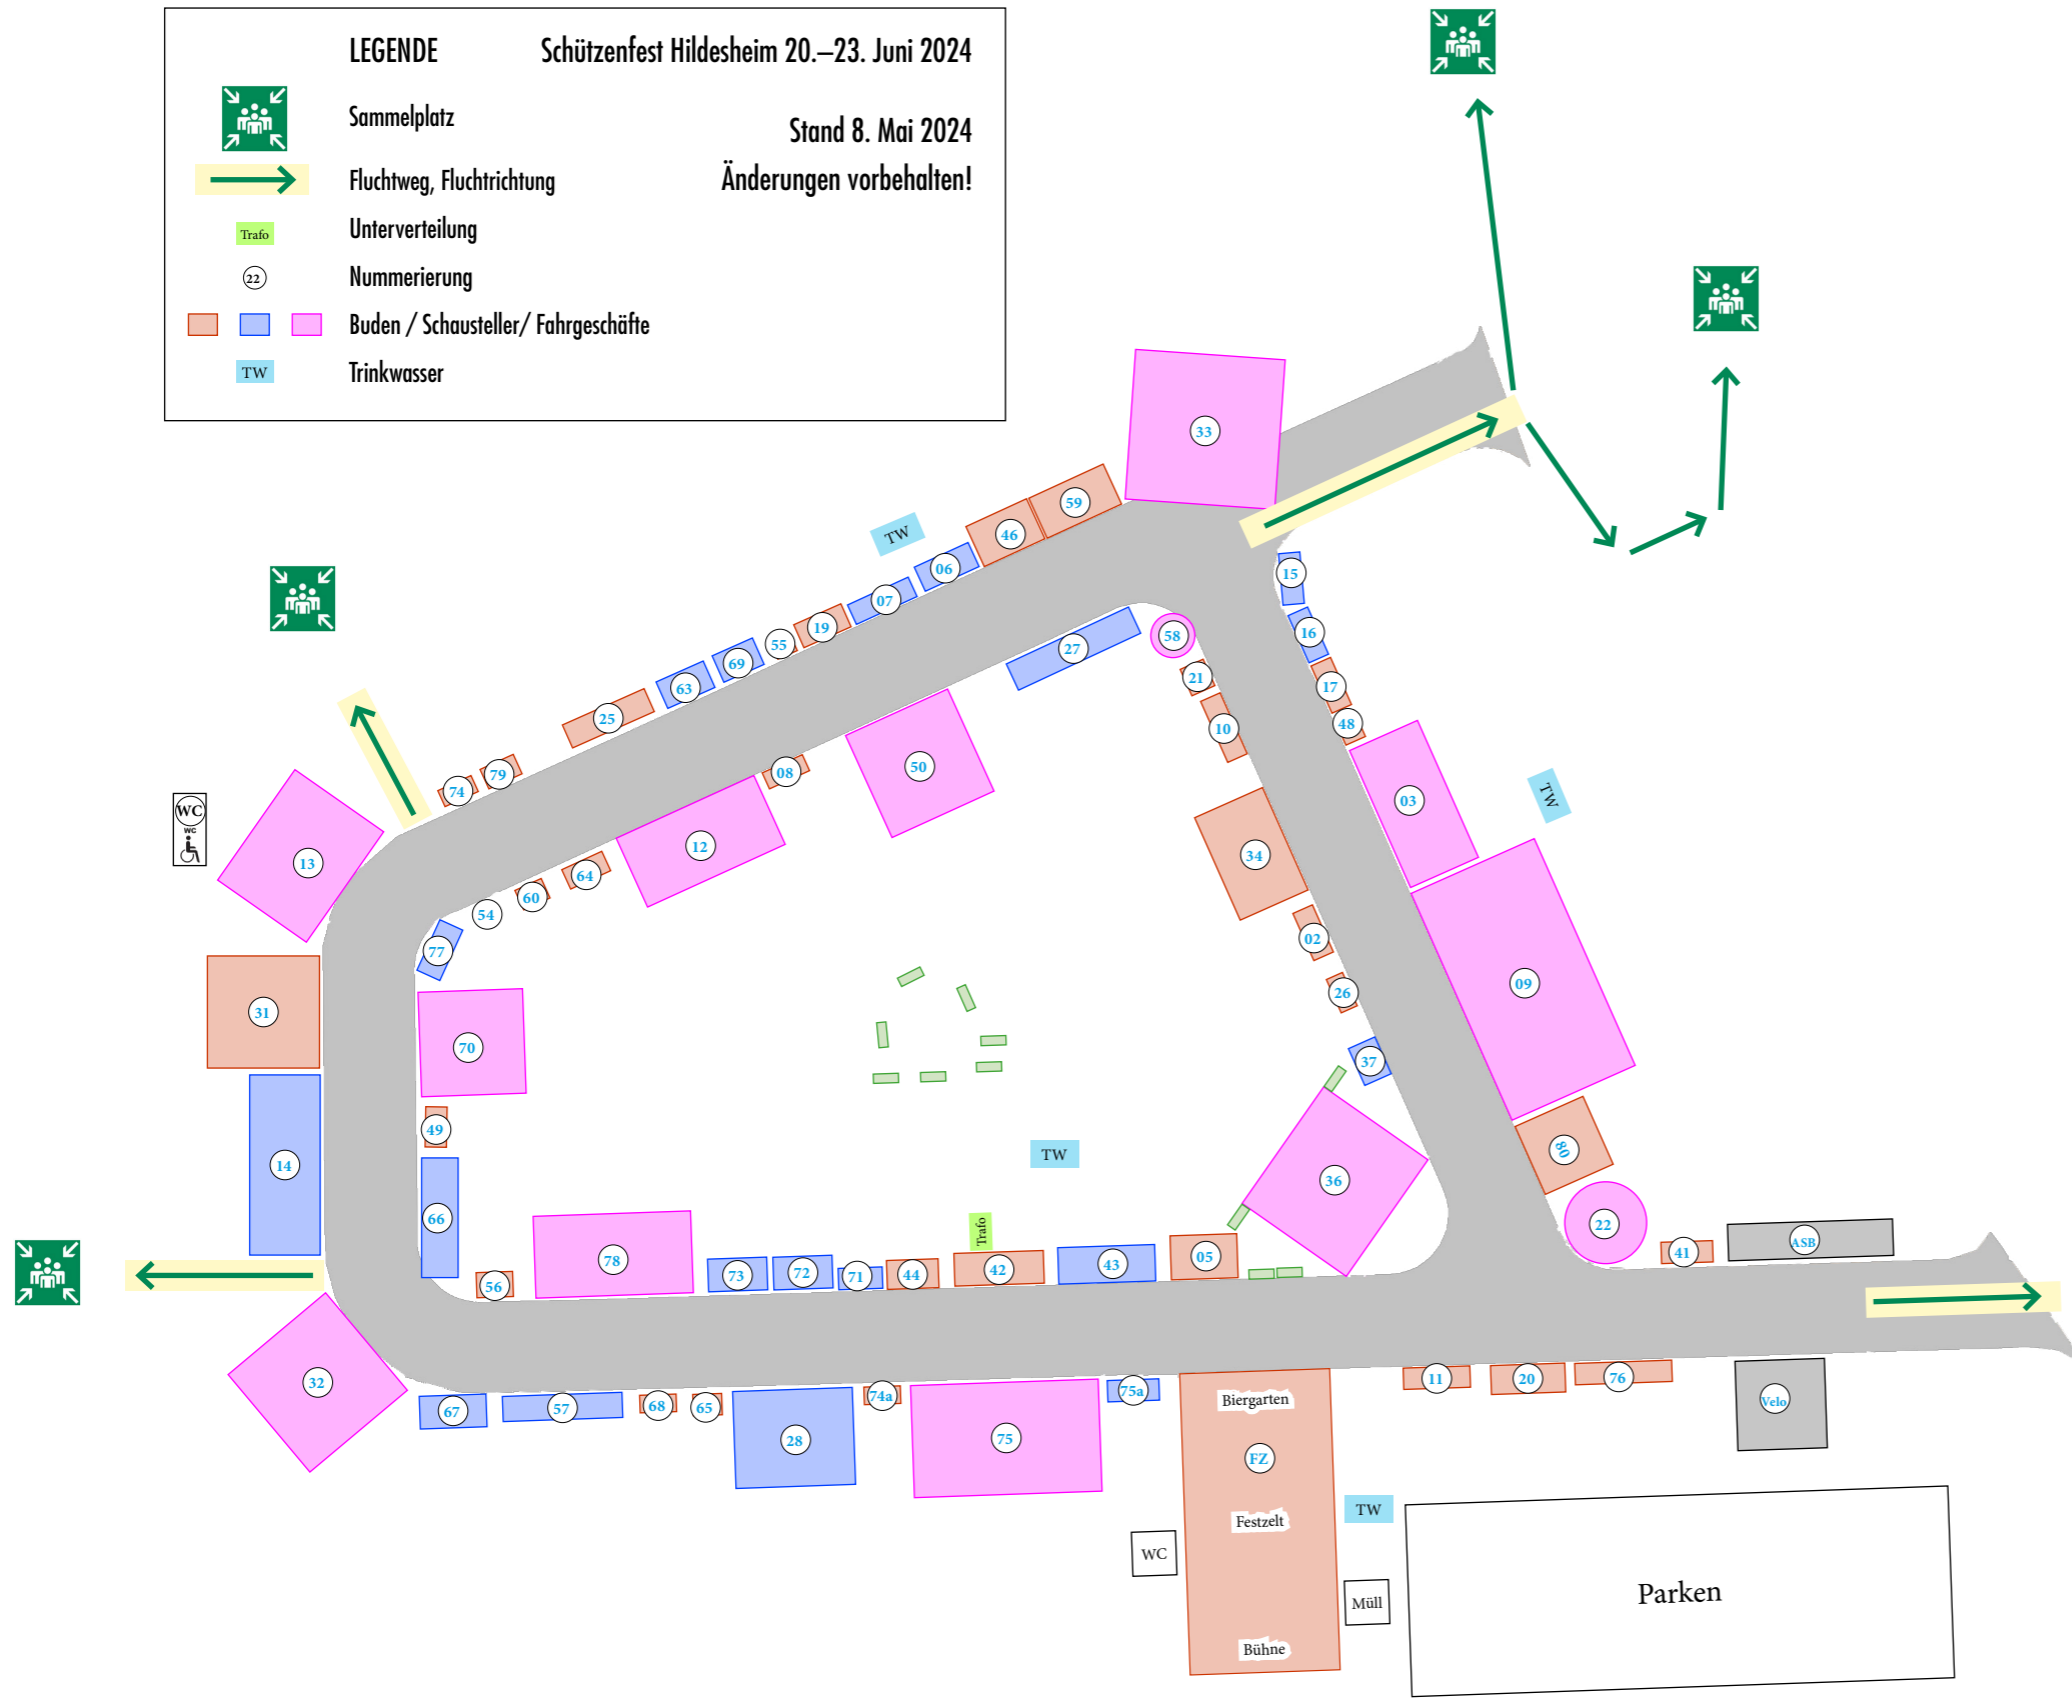 LEGENDE
Schützenfest Hildesheim 20.–23. Juni 2024
Sammelplatz
Stand 8. Mai 2024
Fluchtweg, Fluchtrichtung
Änderungen vorbehalten!
Trafo
Unterverteilung
22
Nummerierung
Buden / Schausteller/ Fahrgeschäfte
TW
Trinkwasser
33
59
46
TW
06
07
19
55
69
63
25
79
74
15
16
17
48
58
21
10
27
50
08
12
64
60
54
77
WC
WC
13
31
14
70
49
66
56
32
03
TW
09
34
02
26
37
36
80
22
41
ASB
TW
Trafo
78
73
72
71
44
42
43
05
67
57
68
65
28
74a
75
75a
Biergarten
FZ
Festzelt
Bühne
11
20
76
Velo
TW
WC
Müll
Parken